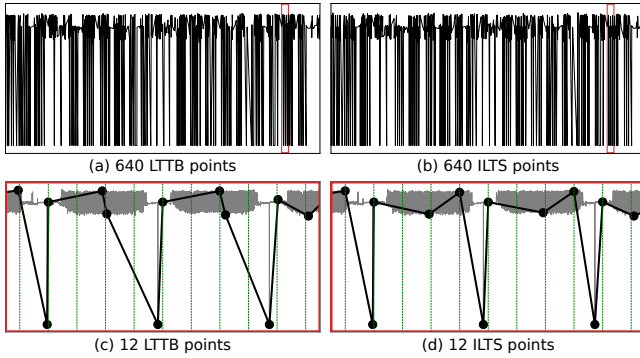 (a) 640 LTTB points
(b) 640 ILTS points
(c) 12 LTTB points
(d) 12 ILTS points